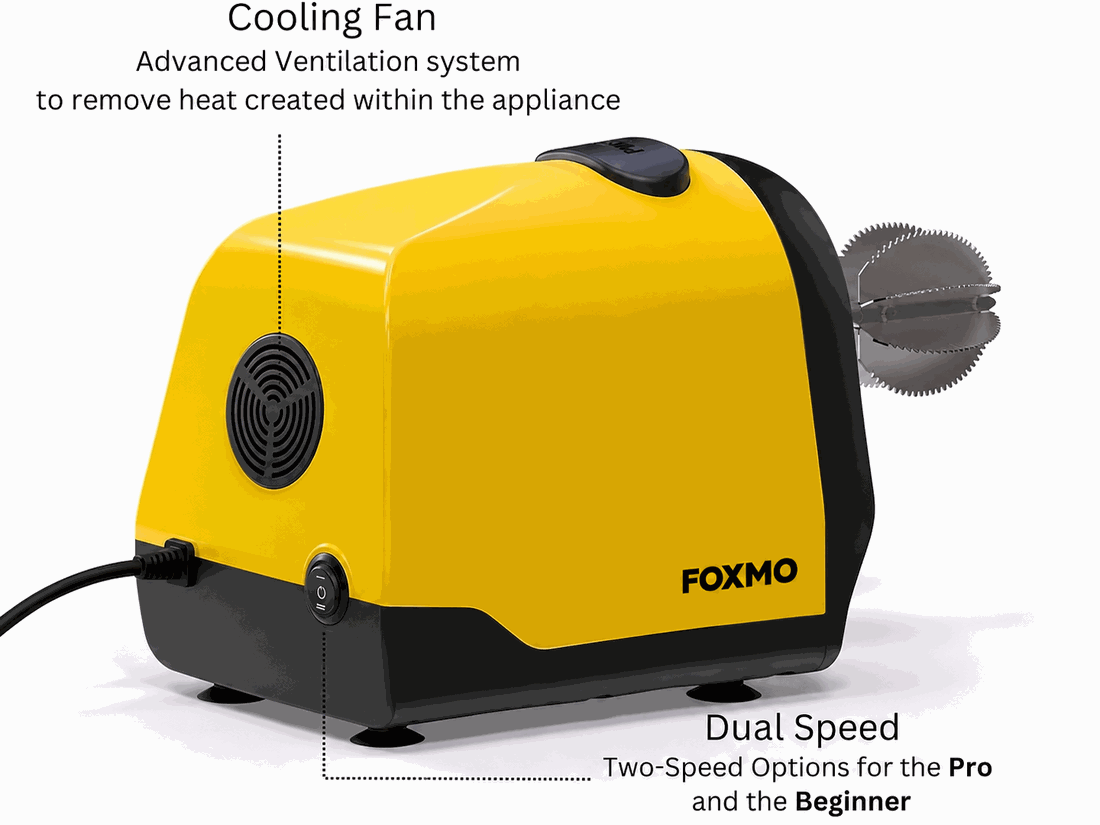 Cooling Fan
Advanced Ventilation system
to remove heat created within the appliance
FOXMO
Dual Speed
Two-Speed Options for the Pro
and the Beginner